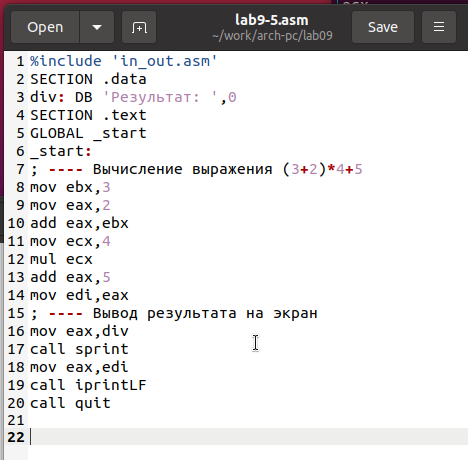 Open
lab9-5.asm
~/work/arch-pc/lab09
Save
1 %include 'in_out.asm'
2 SECTION .data
3 div: DB 'Результат: ',0
4 SECTION .text
5 GLOBAL _start
6 _start:
7 ; ---- Вычисление выражения (3+2)*4+5
8 mov ebx,3
9 mov eax,2
10 add eax,ebx
11 mov ecx,4
12 mul ecx
13 add eax,5
14 mov edi,eax
15 ; ---- Вывод результата на экран
16 mov eax,div
17 call sprint
18 mov eax,edi
19 call iprintLF
20 call quit
21
22